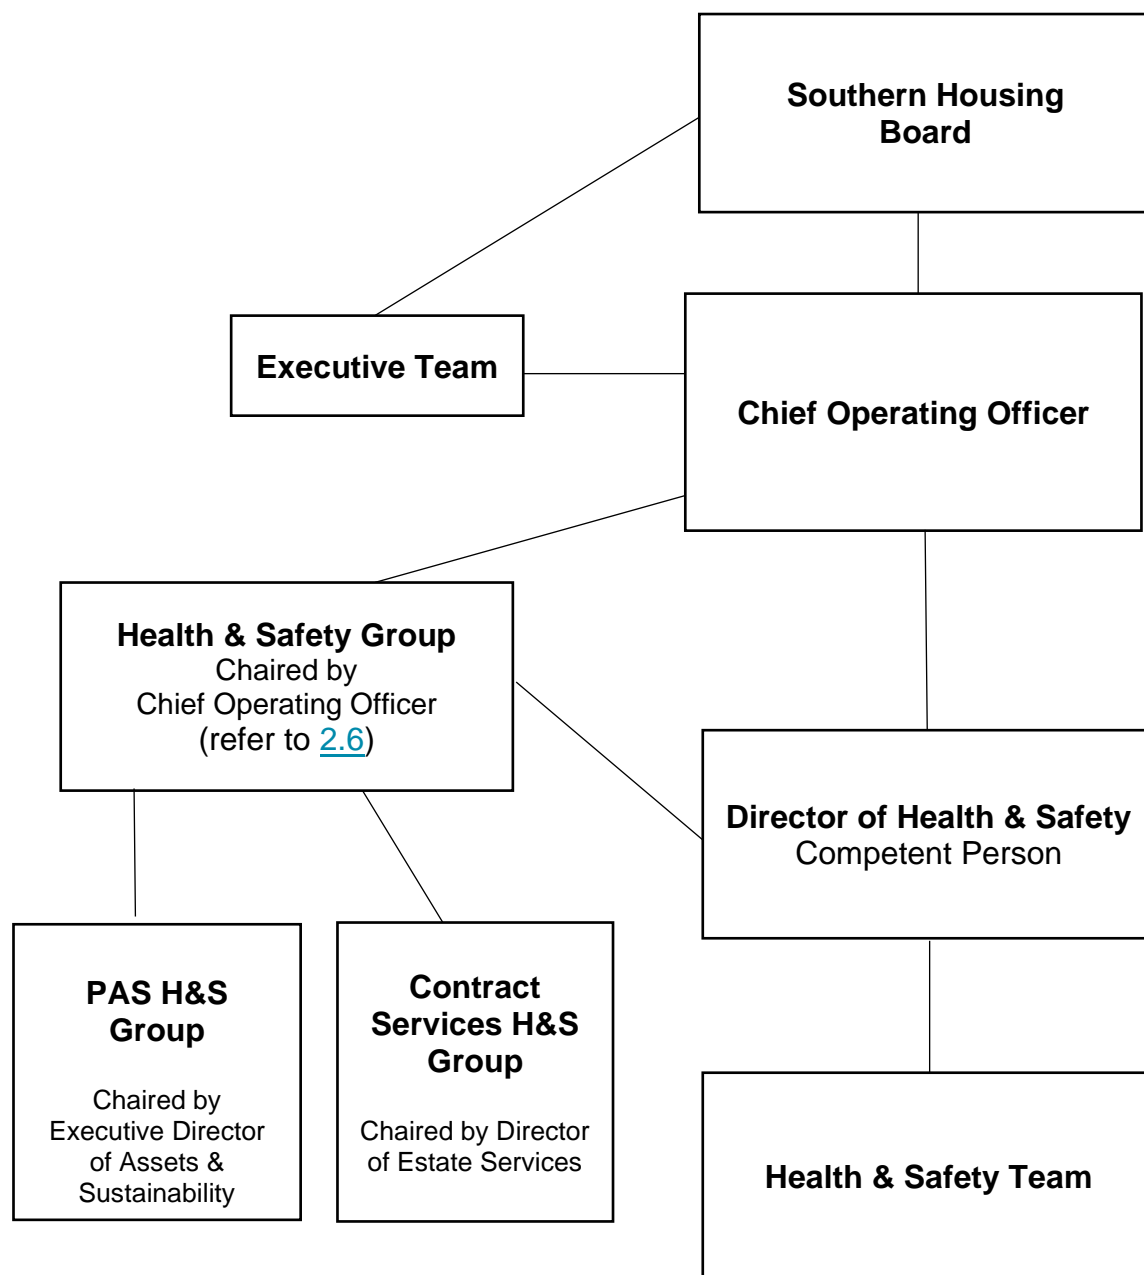 Southern Housing
Board
Executive Team
Chief Operating Officer
Health & Safety Group
Chaired by
Chief Operating Officer
(refer to 2.6)
Director of Health & Safety
Competent Person
PAS H&S
Group
Chaired by
Executive Director
of Assets &
Sustainability
Contract
Services H&S
Group
Chaired by Director
of Estate Services
Health & Safety Team